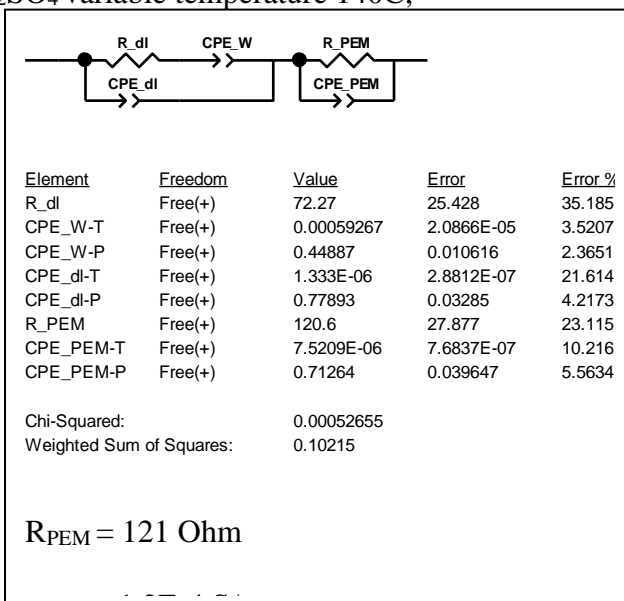 SO₄ variable temperature T40C,
R_dl CPE_W R_PEM
CPE_dl CPE_PEM
Element Freedom Value Error Error %
R_dl Free(+) 72.27 25.428 35.185
CPE_W-T Free(+) 0.00059267 2.0866E-05 3.5207
CPE_W-P Free(+) 0.44887 0.010616 2.3651
CPE_dl-T Free(+) 1.333E-06 2.8812E-07 21.614
CPE_dl-P Free(+) 0.77893 0.03285 4.2173
R_PEM Free(+) 120.6 27.877 23.115
CPE_PEM-T Free(+) 7.5209E-06 7.6837E-07 10.216
CPE_PEM-P Free(+) 0.71264 0.039647 5.5634
Chi-Squared: 0.00052655
Weighted Sum of Squares: 0.10215
R_PEM = 121 Ohm